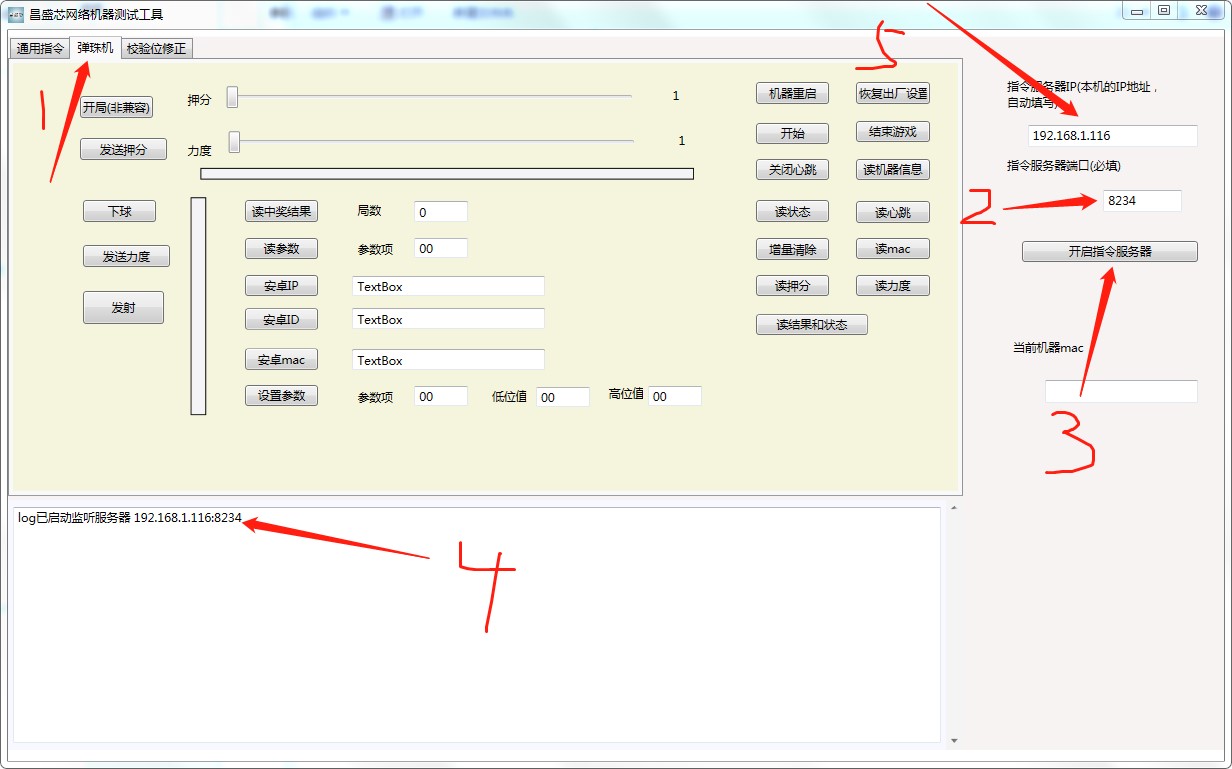 昌盛芯网络机器测试工具
通用指令 弹珠机 校验位修正
5
1
开局(非兼容) 押分 1
机器重启 恢复出厂设置
指令服务器IP(本机的IP地址，
自动填写)
192.168.1.116
发送押分 力度 1
开始 结束游戏
关闭心跳 读机器信息
指令服务器端口(必填)
2
8234
下球 读中奖结果 局数 0
读状态 读心跳
发送力度 读参数 参数项 00
增量清除 读mac
开启指令服务器
发射 安卓IP TextBox
读押分 读力度
安卓ID TextBox
读结果和状态
安卓mac TextBox
当前机器mac
设置参数 参数项 00 低位值 00 高位值 00
3
log已启动监听服务器 192.168.1.116:8234
4